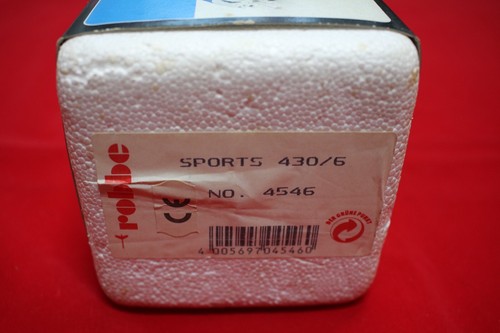 robbe
SPORTS 430/6
NO. 4546
CE
DER GRÜNE PUNKT
4 005697 045460